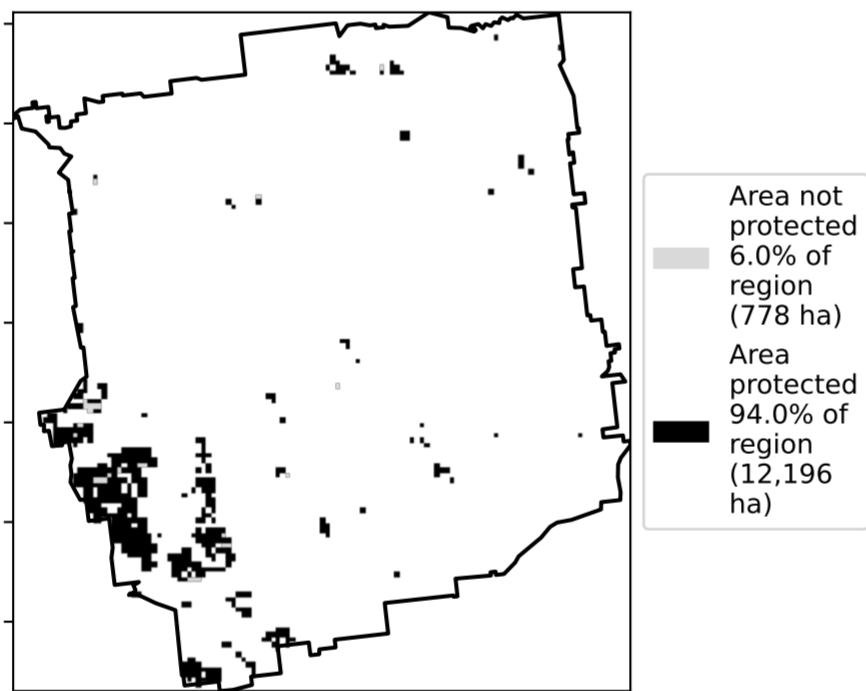 Area not
protected
6.0% of
region
(778 ha)
Area
protected
94.0% of
region
(12,196
ha)